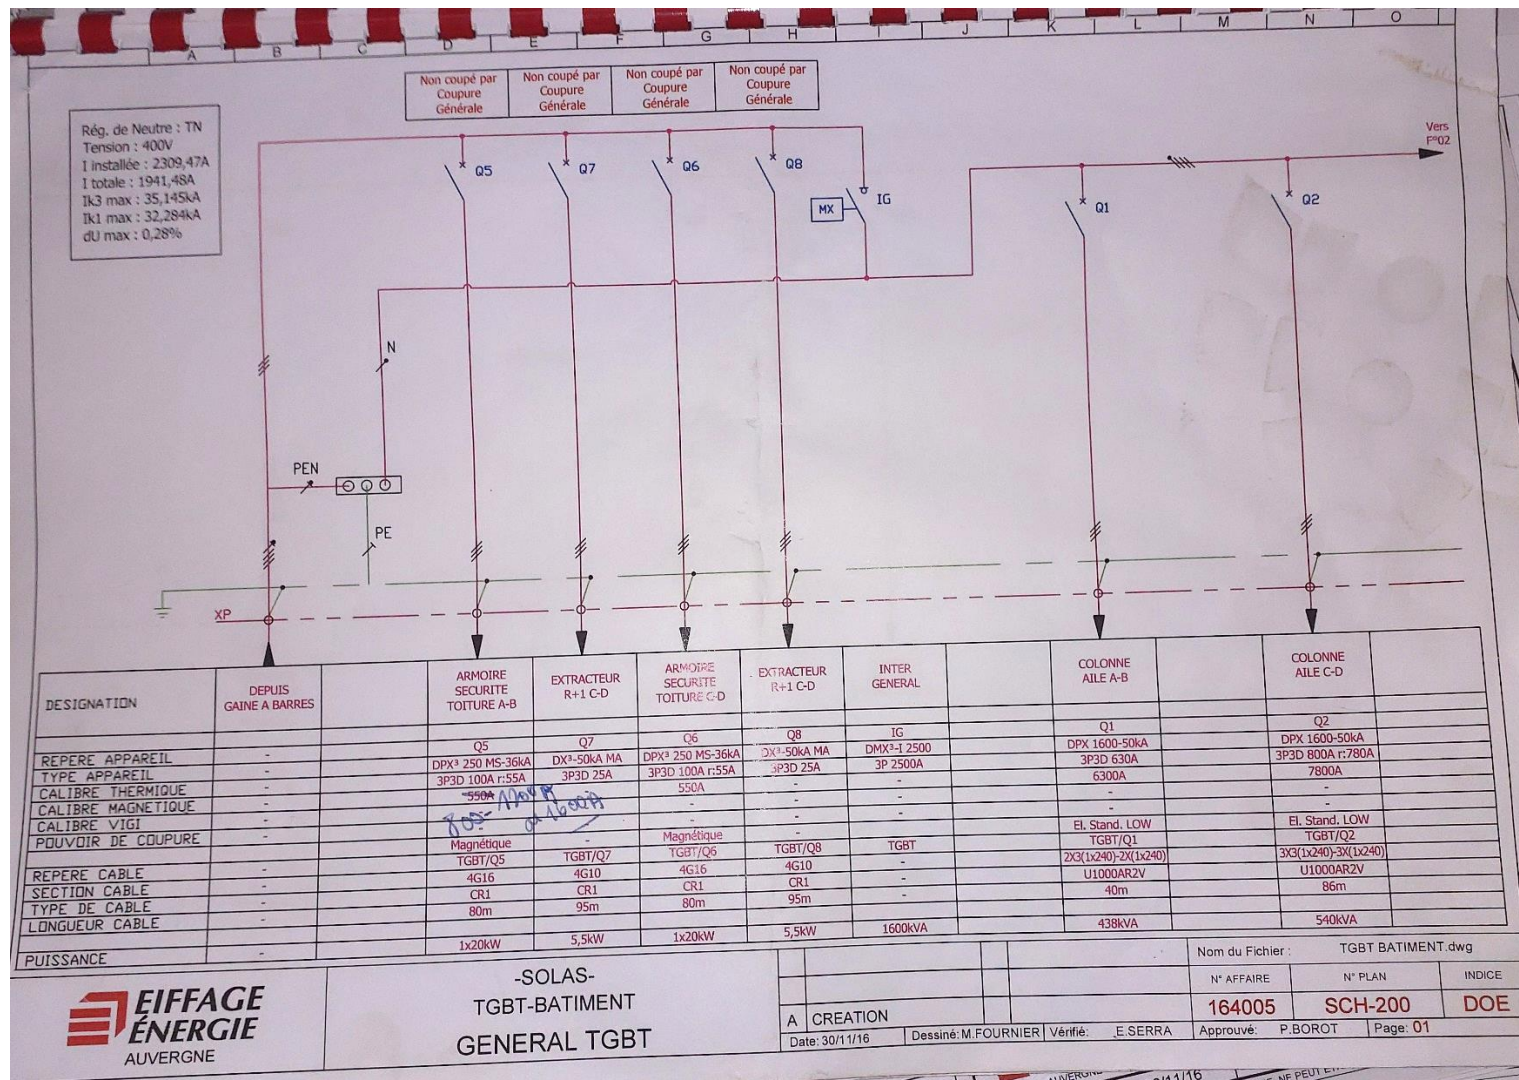 A B C D E F G H I J K L M N O
Non coupé par
Coupure
Générale
Non coupé par
Coupure
Générale
Non coupé par
Coupure
Générale
Non coupé par
Coupure
Générale
Rég. de Neutre : TN
Tension : 400V
I installée : 2309,47A
I totale : 1941,48A
Ik3 max : 35,145kA
Ik1 max : 32,284kA
dU max : 0,28%
Vers
F°02
Q5 Q7 Q6 Q8
MX IG
Q1 Q2
N
PEN
PE
XP
DESIGNATION
DEPUIS
GAINE A BARRES
ARMOIRE
SECURITE
TOITURE A-B
EXTRACTEUR
R+1 C-D
ARMOIRE
SECURITE
TOITURE C-D
EXTRACTEUR
R+1 C-D
INTER
GENERAL
COLONNE
AILE A-B
COLONNE
AILE C-D
REPERE APPAREIL - Q5 Q7 Q6 Q8 IG Q1 Q2
TYPE APPAREIL - DPX³ 250 MS-36kA DX³-50kA MA DPX³ 250 MS-36kA DX³-50kA MA DMX³-I 2500 DPX 1600-50kA DPX 1600-50kA
CALIBRE THERMIQUE - 3P3D 100A r:55A 3P3D 25A 3P3D 100A r:55A 3P3D 25A 3P 2500A 3P3D 630A 3P3D 800A r:780A
CALIBRE MAGNETIQUE - 550A - 550A - - 6300A 7800A
800-
1600A
CALIBRE VIGI - - - - - -
POUVOIR DE COUPURE - - - - - -
Magnétique - Magnétique - - El. Stand. LOW El. Stand. LOW
REPERE CABLE - TGBT/Q5 TGBT/Q7 TGBT/Q6 TGBT/Q8 TGBT TGBT/Q1 TGBT/Q2
SECTION CABLE - 4G16 4G10 4G16 4G10 - 2X3(1x240)-2X(1x240) 3X3(1x240)-3X(1x240)
TYPE DE CABLE - CR1 CR1 CR1 CR1 - U1000AR2V U1000AR2V
LONGUEUR CABLE - 80m 95m 80m 95m - 40m 86m
PUISSANCE - 1x20kW 5,5kW 1x20kW 5,5kW 1600kVA 438kVA 540kVA
EIFFAGE
ÉNERGIE
AUVERGNE
-SOLAS-
TGBT-BATIMENT
GENERAL TGBT
A CREATION
Date: 30/11/16 Dessiné: M.FOURNIER Vérifié: E.SERRA Approuvé: P.BOROT Page: 01
Nom du Fichier : TGBT BATIMENT.dwg
N° AFFAIRE N° PLAN INDICE
164005 SCH-200 DOE